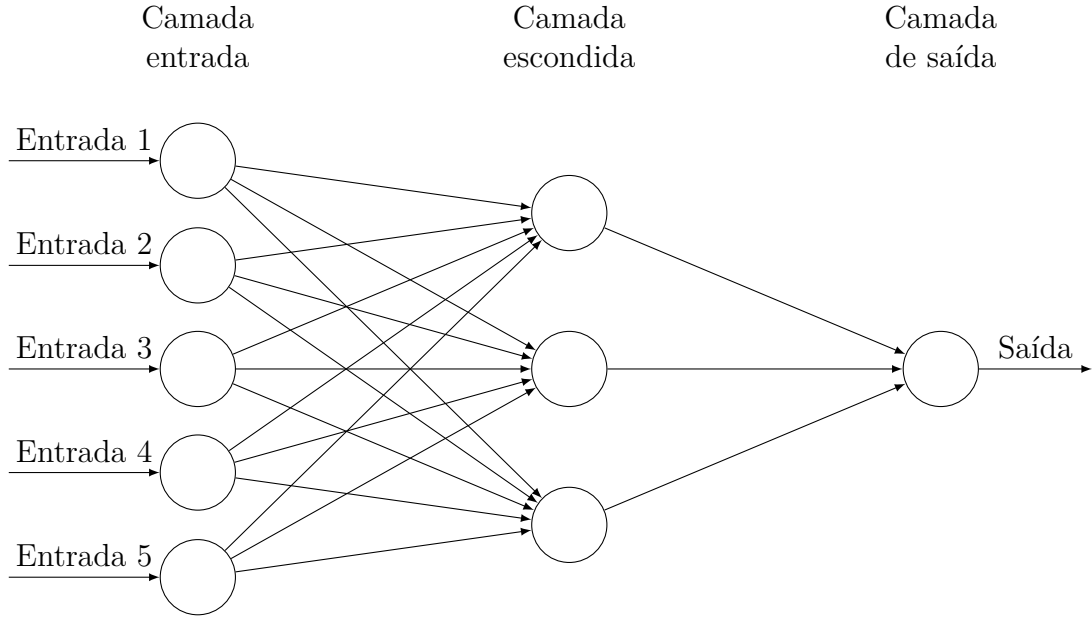 Camada
entrada
Camada
escondida
Camada
de saída
Entrada 1
Entrada 2
Entrada 3
Entrada 4
Entrada 5
Saída